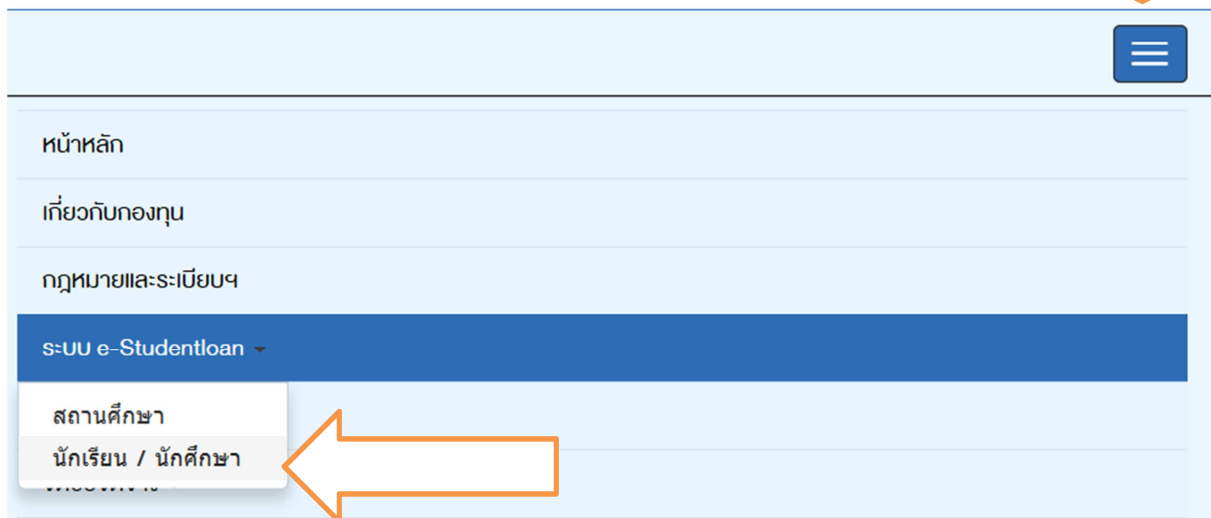 หน้าหลัก
เกี่ยวกับกองทุน
กฎหมายและระเบียบฯ
ระบบ e-Studentloan
สถานศึกษา
นักเรียน / นักศึกษา